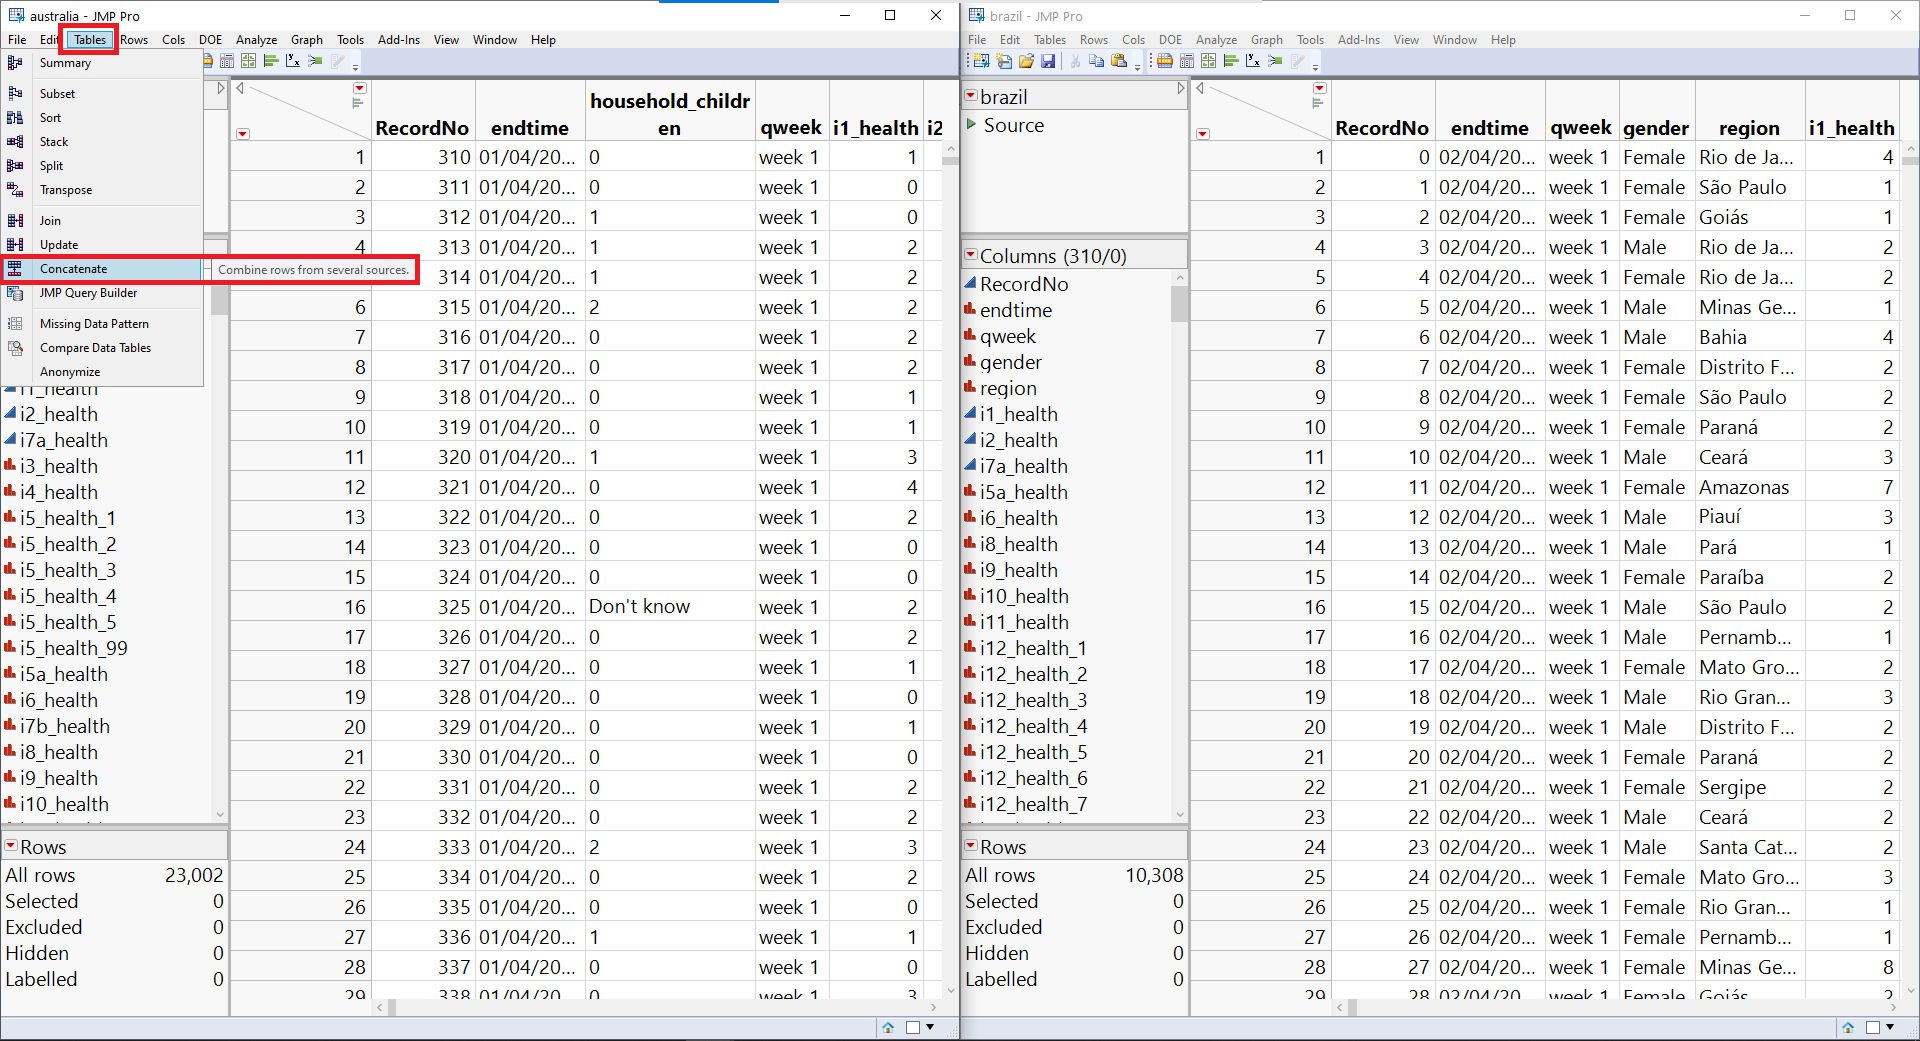 australia - JMP Pro
File Edit Tables Rows Cols DOE Analyze Graph Tools Add-Ins View Window Help
Summary
Subset
Sort
Stack
Split
Transpose
Join
Update
Concatenate
Combine rows from several sources.
JMP Query Builder
Missing Data Pattern
Compare Data Tables
Anonymize
i1_health
i2_health
i7a_health
i3_health
i4_health
i5_health_1
i5_health_2
i5_health_3
i5_health_4
i5_health_5
i5_health_99
i5a_health
i6_health
i7b_health
i8_health
i9_health
i10_health
Rows
All rows 23,002
Selected 0
Excluded 0
Hidden 0
Labelled 0
RecordNo endtime household_childr
en qweek i1_health i2
1 310 01/04/20... 0 week 1 1
2 311 01/04/20... 0 week 1 0
3 312 01/04/20... 1 week 1 0
4 313 01/04/20... 1 week 1 2
314 01/04/20... 1 week 1 2
6 315 01/04/20... 2 week 1 2
7 316 01/04/20... 0 week 1 2
8 317 01/04/20... 0 week 1 2
9 318 01/04/20... 0 week 1 1
10 319 01/04/20... 0 week 1 1
11 320 01/04/20... 1 week 1 3
12 321 01/04/20... 0 week 1 4
13 322 01/04/20... 0 week 1 2
14 323 01/04/20... 0 week 1 0
15 324 01/04/20... 0 week 1 0
16 325 01/04/20... Don't know week 1 2
17 326 01/04/20... 0 week 1 2
18 327 01/04/20... 0 week 1 1
19 328 01/04/20... 0 week 1 0
20 329 01/04/20... 0 week 1 1
21 330 01/04/20... 0 week 1 0
22 331 01/04/20... 0 week 1 2
23 332 01/04/20... 0 week 1 2
24 333 01/04/20... 2 week 1 3
25 334 01/04/20... 0 week 1 2
26 335 01/04/20... 0 week 1 0
27 336 01/04/20... 1 week 1 1
28 337 01/04/20... 0 week 1 0
29 338 01/04/20... 0 week 1 3
brazil - JMP Pro
File Edit Tables Rows Cols DOE Analyze Graph Tools Add-Ins View Window Help
brazil
Source
Columns (310/0)
RecordNo
endtime
qweek
gender
region
i1_health
i2_health
i7a_health
i5a_health
i6_health
i8_health
i9_health
i10_health
i11_health
i12_health_1
i12_health_2
i12_health_3
i12_health_4
i12_health_5
i12_health_6
i12_health_7
Rows
All rows 10,308
Selected 0
Excluded 0
Hidden 0
Labelled 0
RecordNo endtime qweek gender region i1_health
1 0 02/04/20... week 1 Female Rio de Ja... 4
2 1 02/04/20... week 1 Female São Paulo 1
3 2 02/04/20... week 1 Female Goiás 1
4 3 02/04/20... week 1 Male Rio de Ja... 2
5 4 02/04/20... week 1 Female Rio de Ja... 2
6 5 02/04/20... week 1 Male Minas Ge... 1
7 6 02/04/20... week 1 Male Bahia 4
8 7 02/04/20... week 1 Female Distrito F... 2
9 8 02/04/20... week 1 Female São Paulo 2
10 9 02/04/20... week 1 Female Paraná 2
11 10 02/04/20... week 1 Male Ceará 3
12 11 02/04/20... week 1 Female Amazonas 7
13 12 02/04/20... week 1 Male Piauí 3
14 13 02/04/20... week 1 Male Pará 1
15 14 02/04/20... week 1 Female Paraíba 2
16 15 02/04/20... week 1 Male São Paulo 2
17 16 02/04/20... week 1 Male Pernamb... 1
18 17 02/04/20... week 1 Female Mato Gro... 2
19 18 02/04/20... week 1 Male Rio Gran... 3
20 19 02/04/20... week 1 Male Distrito F... 2
21 20 02/04/20... week 1 Female Paraná 2
22 21 02/04/20... week 1 Female Sergipe 2
23 22 02/04/20... week 1 Male Ceará 2
24 23 02/04/20... week 1 Male Santa Cat... 2
25 24 02/04/20... week 1 Female Mato Gro... 3
26 25 02/04/20... week 1 Female Rio Gran... 1
27 26 02/04/20... week 1 Female Pernamb... 1
28 27 02/04/20... week 1 Female Minas Ge... 8
29 28 02/04/20... week 1 Female Goiás 2